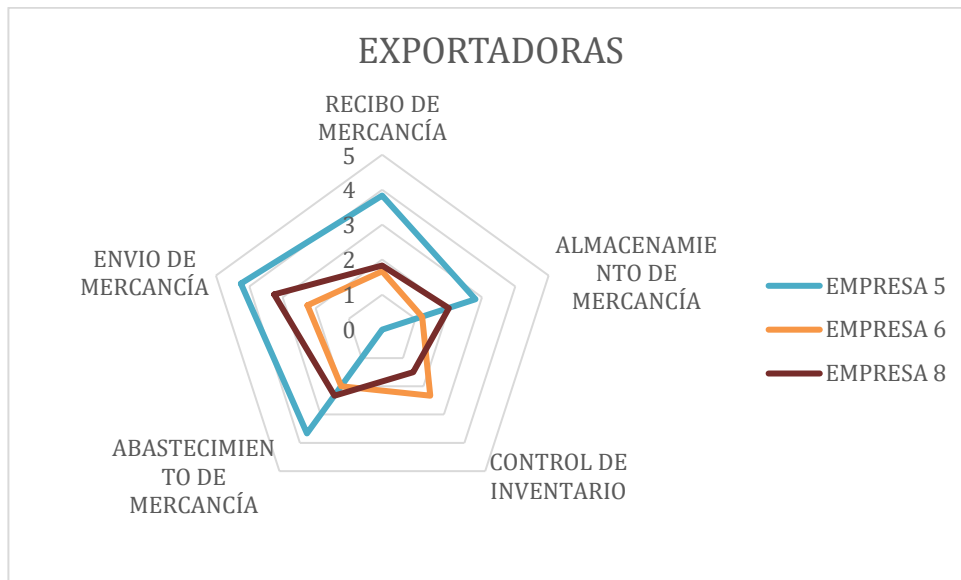 EXPORTADORAS
RECIBO DE
MERCANCÍA
5
4
3
2
1
0
ALMACENAMIE
NTO DE
MERCANCÍA
CONTROL DE
INVENTARIO
ABASTECIMIEN
TO DE
MERCANCÍA
ENVIO DE
MERCANCÍA
EMPRESA 5
EMPRESA 6
EMPRESA 8